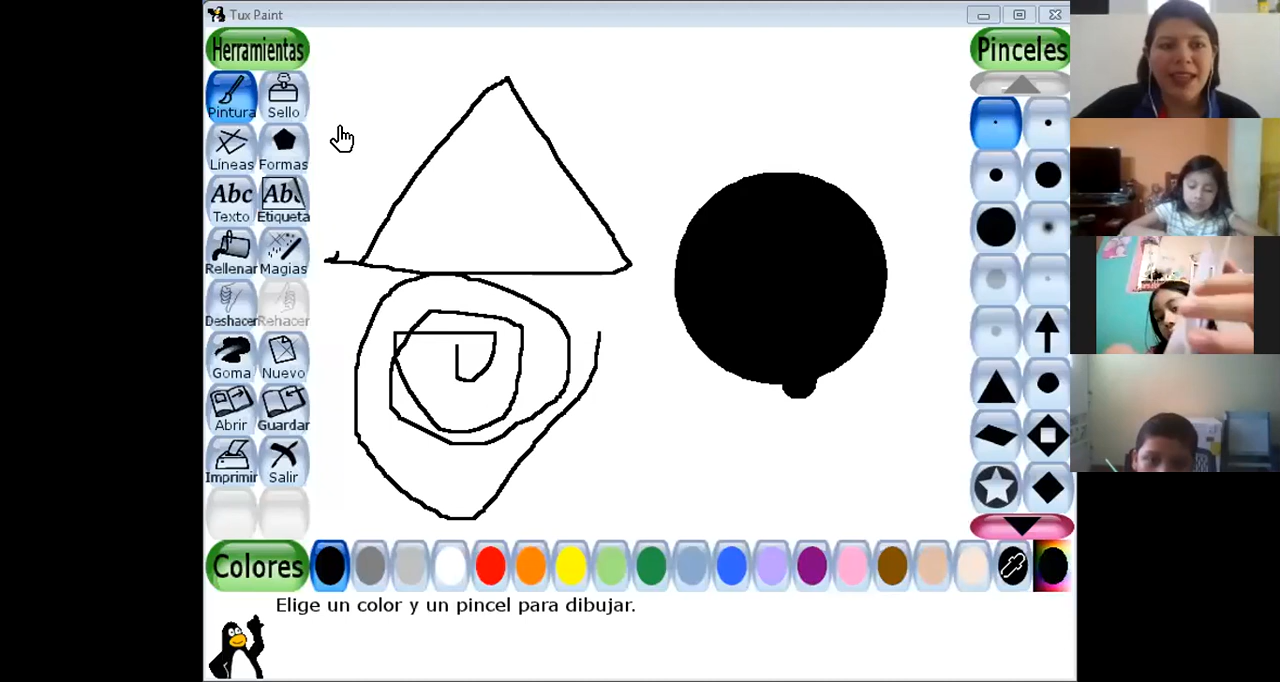 Tux Paint
Herramientas
Pinceles
Pintura Sello
Líneas Formas
Abc Abc
Texto Etiqueta
Rellenar Magias
Deshacer Rehacer
Goma Nuevo
Abrir Guardar
Imprimir Salir
Colores
Elige un color y un pincel para dibujar.